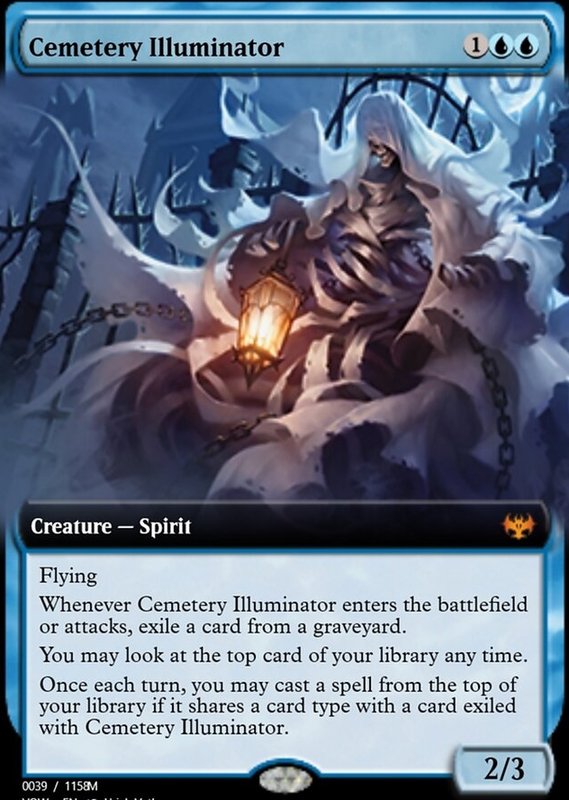 Cemetery Illuminator
1
Creature — Spirit
Flying
Whenever Cemetery Illuminator enters the battlefield
or attacks, exile a card from a graveyard.
You may look at the top card of your library any time.
Once each turn, you may cast a spell from the top of
your library if it shares a card type with a card exiled
with Cemetery Illuminator.
2/3
0039 / 1158M